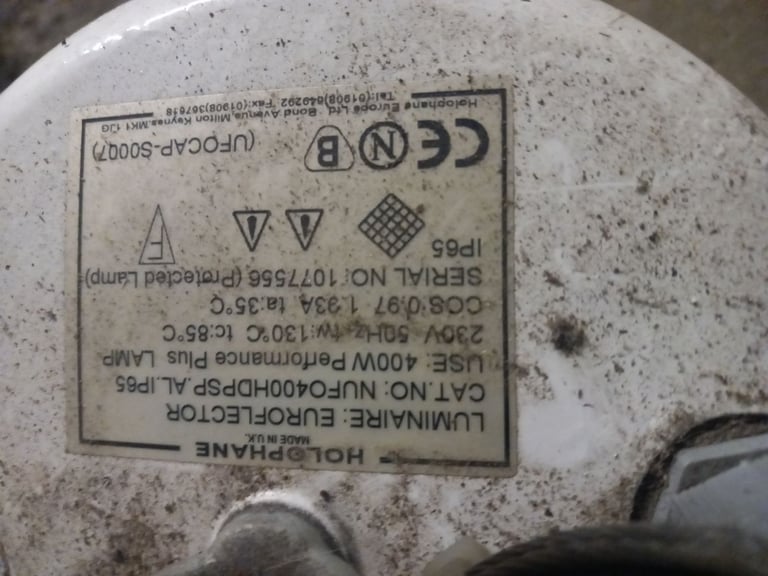 HOLOPHANE
MADE IN U.K.
LUMINAIRE: EUROFLECTOR
CAT.NO: NUFO400HDPSP.AL.IP65
USE: 400W Performance Plus LAMP
230V 50Hz tw:130°C tc:85°C
COS:0.97 1.93A ta:35°C
SERIAL NO: 1077556 (Protected Lamp)
IP65
F
CE N B (UFOCAP-S0007)
Holophane Europe Ltd. Bond Avenue, Milton Keynes, MK1 1JG
Tel:(01908)649292 Fax:(01908)367618